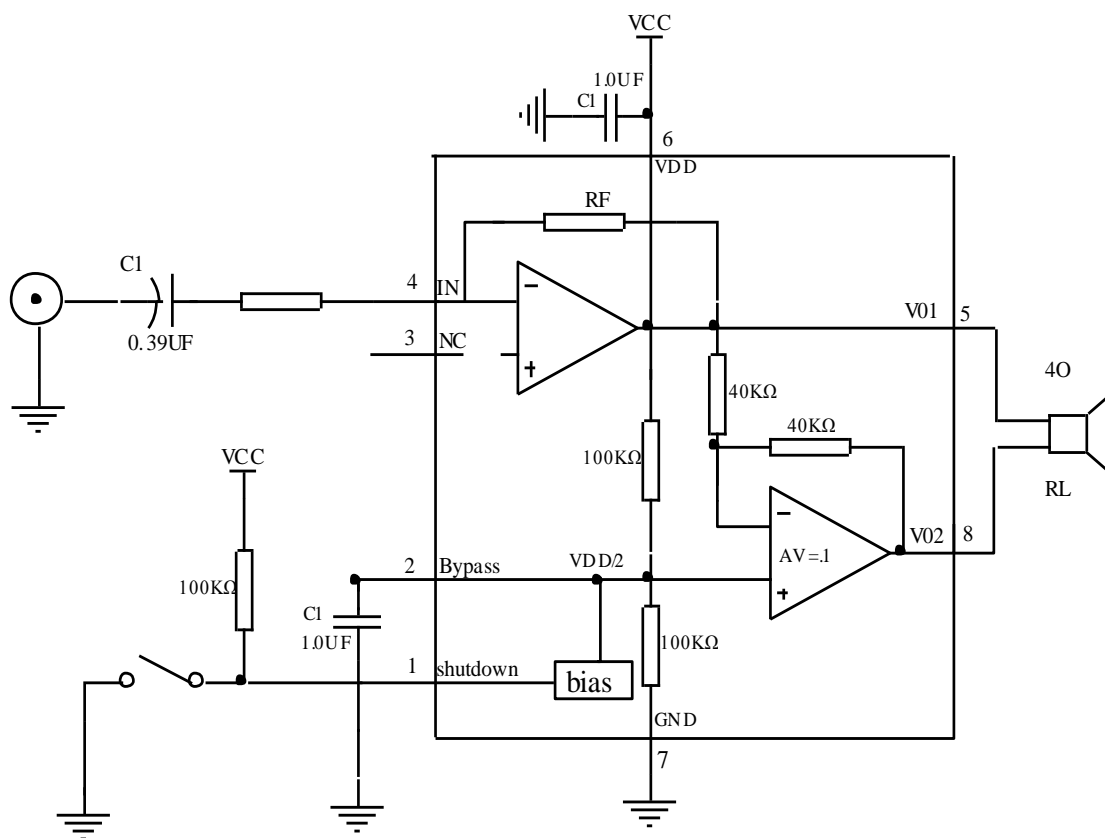 VCC
1.0UF
C1
6
VDD
RF
C1
4
IN
V01
5
0.39UF
3
NC
4O
40KΩ
40KΩ
VCC
100KΩ
RL
V02
8
2
Bypass
VDD/2
AV=.1
100KΩ
C1
1.0UF
100KΩ
1
shutdown
bias
GND
7